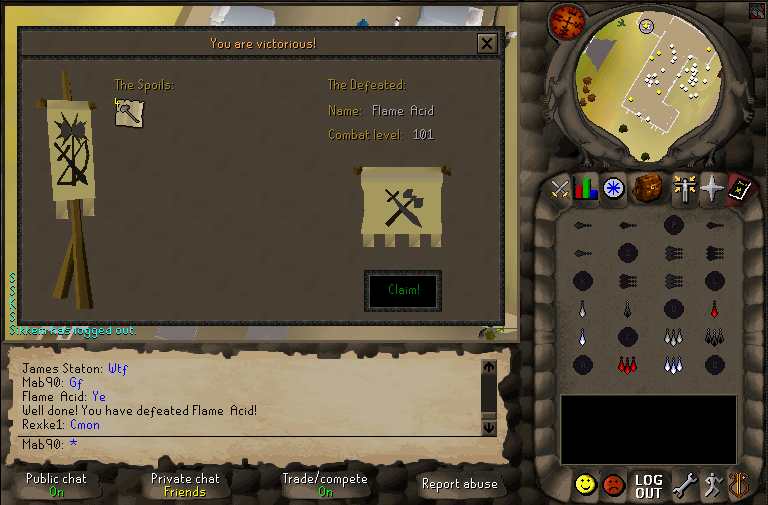 You are victorious!
The Spoils:
The Defeated:
Name: Flame Acid
Combat level: 101
Claim!
S
S
K
S
Sikkem has logged out.
James Staton: Wtf
Mab90: Gf
Flame Acid: Ye
Well done! You have defeated Flame Acid!
Rexke1: Cmon
Mab90: *
Public chat
On
Private chat
Friends
Trade/compete
On
Report abuse
LOG
OUT